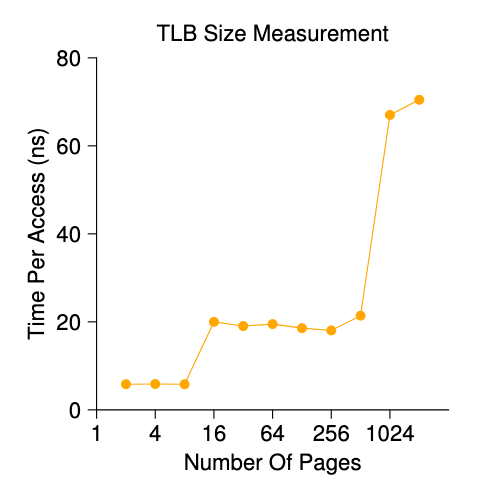 TLB Size Measurement
80
60
40
20
0
Time Per Access (ns)
1 4 16 64 256 1024
Number Of Pages